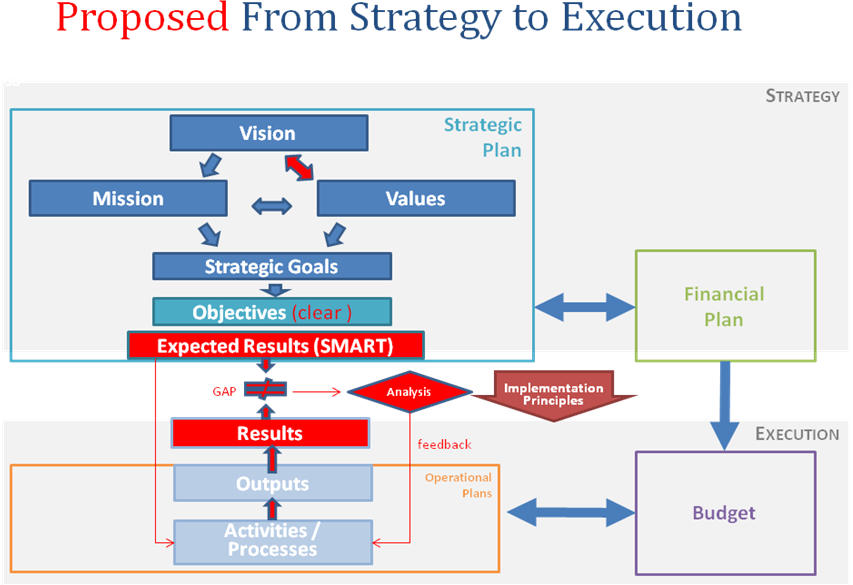 Proposed From Strategy to Execution
STRATEGY
Strategic
Plan
Vision
Mission
Values
Strategic Goals
Objectives (clear )
Expected Results (SMART)
Financial
Plan
GAP
≠
Analysis
Implementation
Principles
Results
feedback
EXECUTION
Operational
Plans
Outputs
Activities /
Processes
Budget